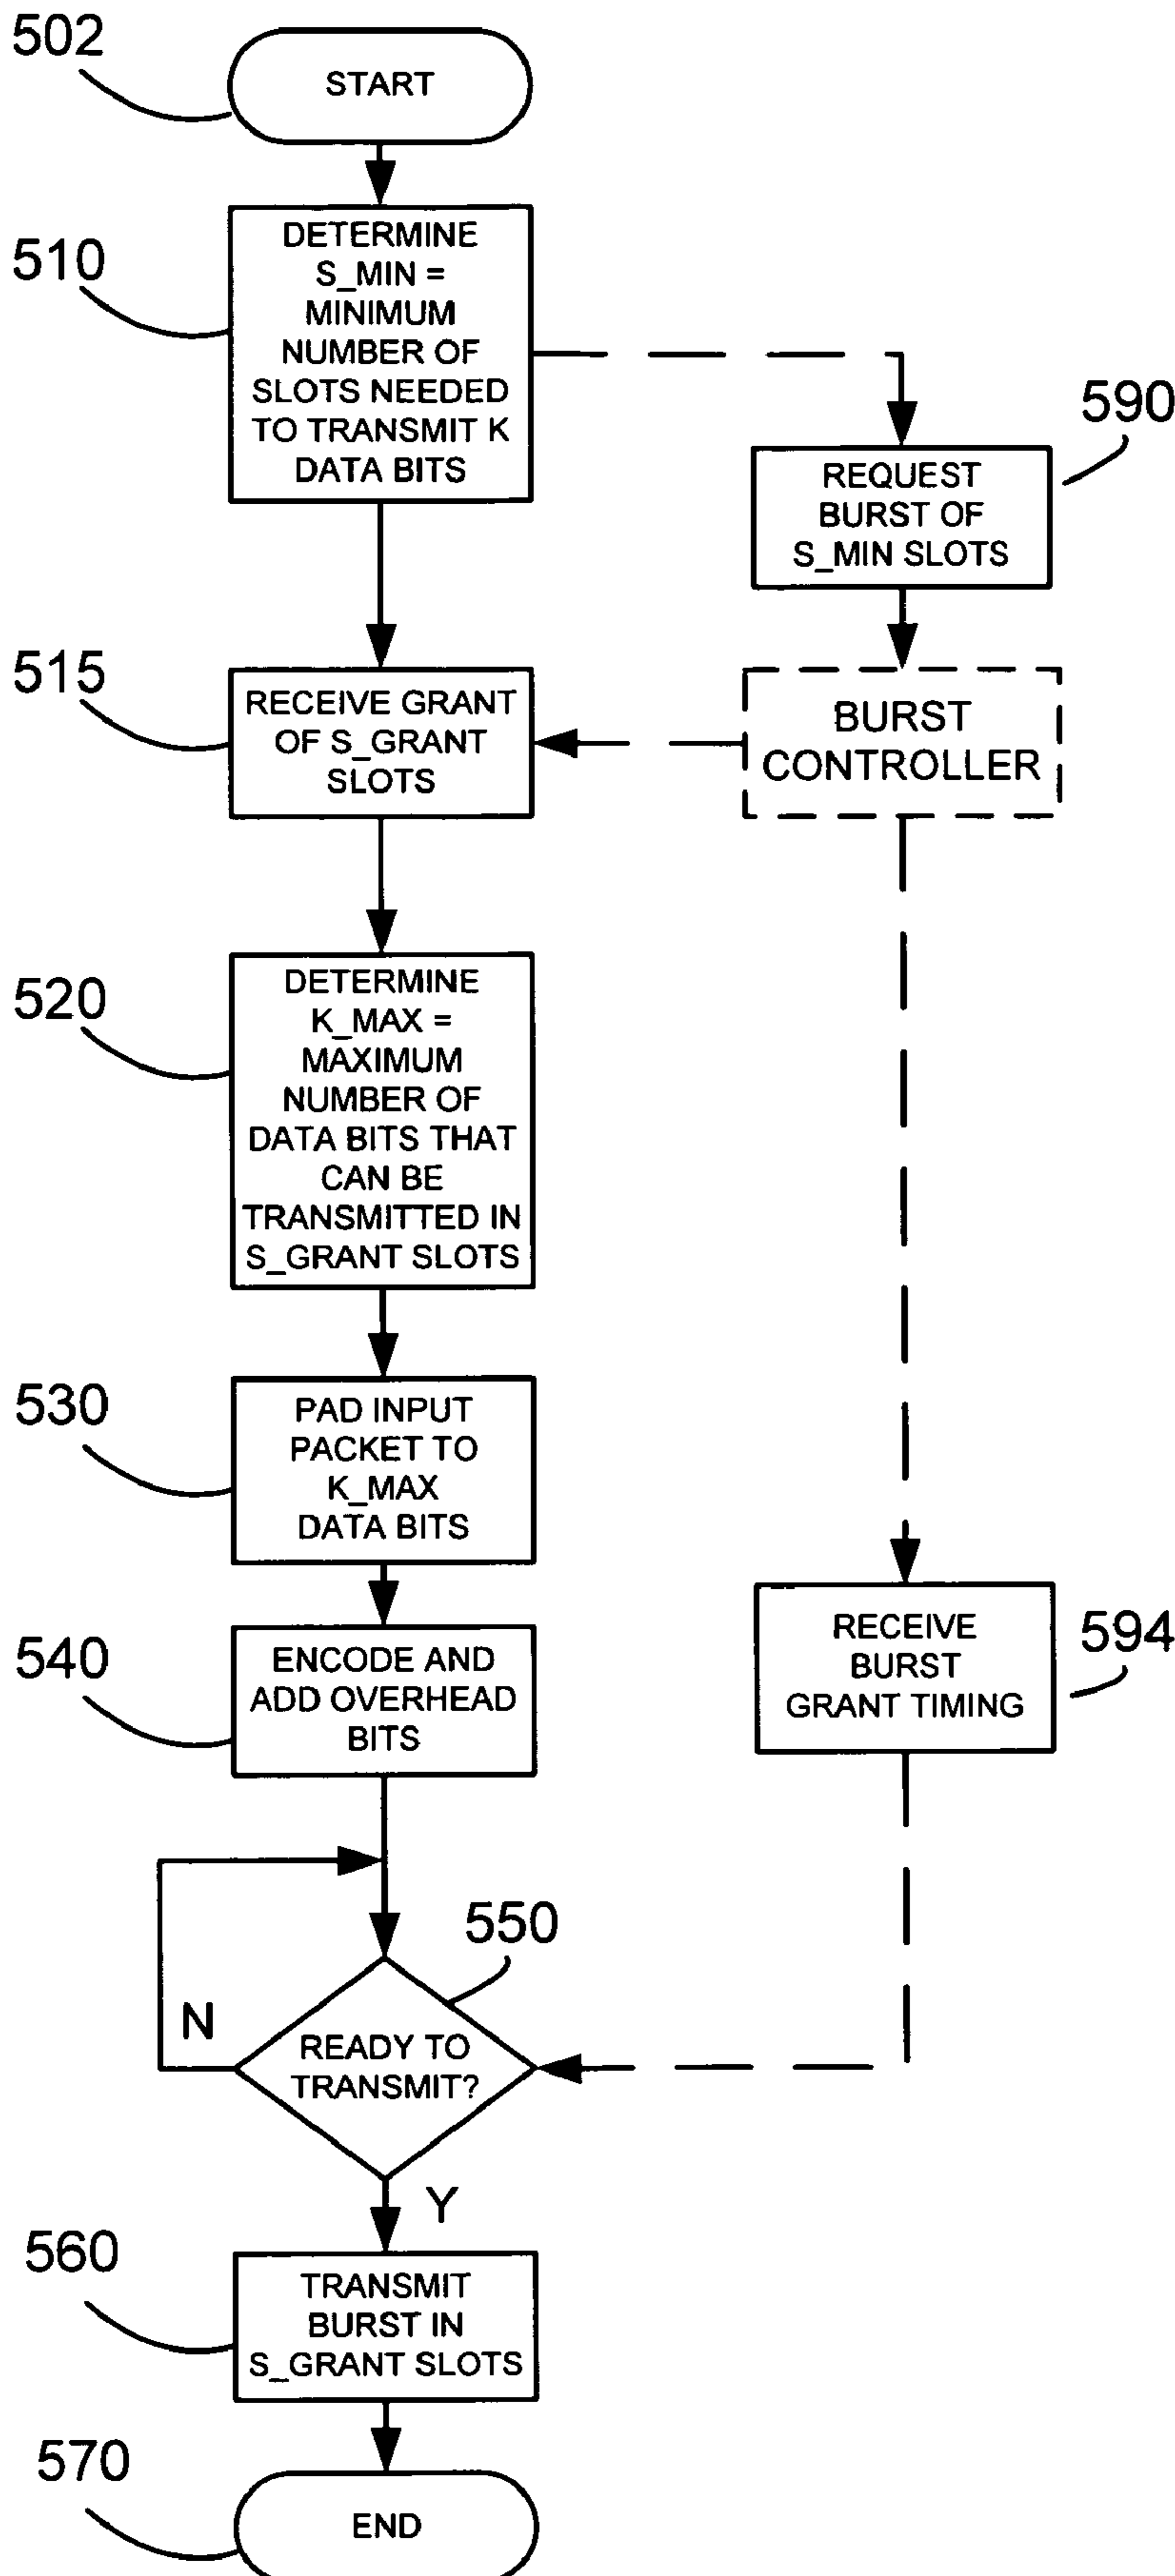 502
START
510
DETERMINE
S_MIN =
MINIMUM
NUMBER OF
SLOTS NEEDED
TO TRANSMIT K
DATA BITS
590
REQUEST
BURST OF
S_MIN SLOTS
515
RECEIVE GRANT
OF S_GRANT
SLOTS
BURST
CONTROLLER
520
DETERMINE
K_MAX =
MAXIMUM
NUMBER OF
DATA BITS THAT
CAN BE
TRANSMITTED IN
S_GRANT SLOTS
530
PAD INPUT
PACKET TO
K_MAX
DATA BITS
540
ENCODE AND
ADD OVERHEAD
BITS
594
RECEIVE
BURST
GRANT TIMING
550
N
READY TO
TRANSMIT?
Y
560
TRANSMIT
BURST IN
S_GRANT SLOTS
570
END